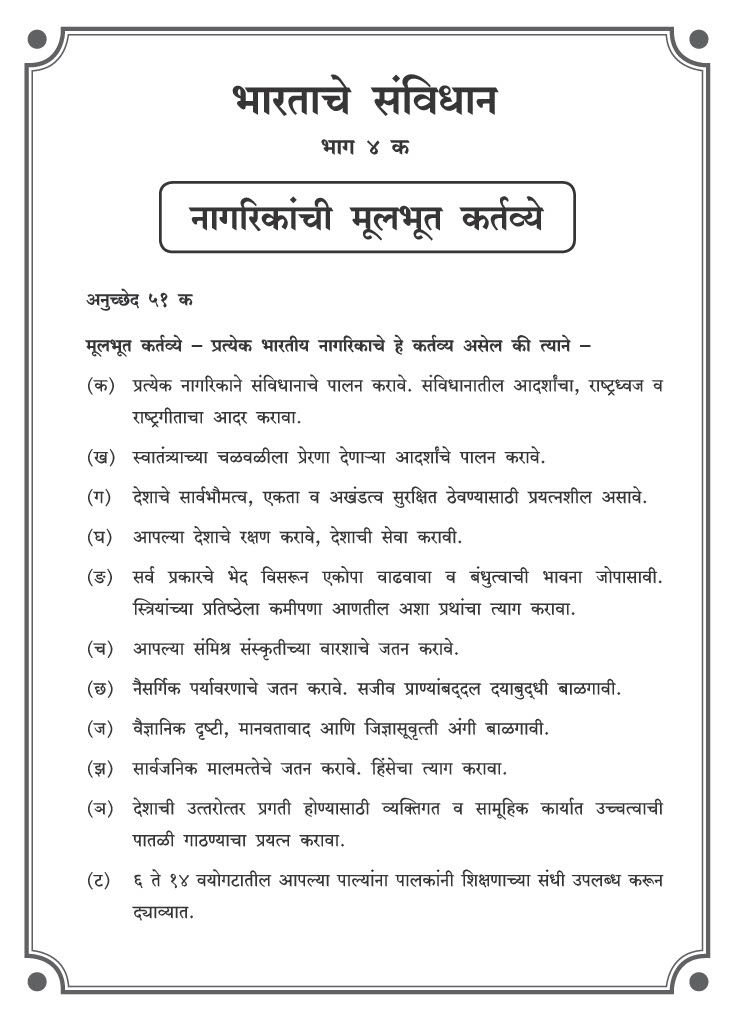 भारताचे संविधान
भाग ४ क
नागरिकांची मूलभूत कर्तव्ये
अनुच्छेद ५१ क
मूलभूत कर्तव्ये – प्रत्येक भारतीय नागरिकाचे हे कर्तव्य असेल की त्याने –
(क) प्रत्येक नागरिकाने संविधानाचे पालन करावे. संविधानातील आदर्शांचा, राष्ट्रध्वज व
राष्ट्रगीताचा आदर करावा.
(ख) स्वातंत्र्याच्या चळवळीला प्रेरणा देणाऱ्या आदर्शांचे पालन करावे.
(ग) देशाचे सार्वभौमत्व, एकता व अखंडत्व सुरक्षित ठेवण्यासाठी प्रयत्नशील असावे.
(घ) आपल्या देशाचे रक्षण करावे, देशाची सेवा करावी.
(ङ) सर्व प्रकारचे भेद विसरून एकोपा वाढवावा व बंधुत्वाची भावना जोपासावी.
स्त्रियांच्या प्रतिष्ठेला कमीपणा आणतील अशा प्रथांचा त्याग करावा.
(च) आपल्या संमिश्र संस्कृतीच्या वारशाचे जतन करावे.
(छ) नैसर्गिक पर्यावरणाचे जतन करावे. सजीव प्राण्यांबद्‌दल दयाबुद्‌धी बाळगावी.
(ज) वैज्ञानिक दृष्टी, मानवतावाद आणि जिज्ञासूवृत्ती अंगी बाळगावी.
(झ) सार्वजनिक मालमत्तेचे जतन करावे. हिंसेचा त्याग करावा.
(ञ) देशाची उत्तरोत्तर प्रगती होण्यासाठी व्यक्तिगत व सामूहिक कार्यात उच्चत्वाची
पातळी गाठण्याचा प्रयत्न करावा.
(ट) ६ ते १४ वयोगटातील आपल्या पाल्यांना पालकांनी शिक्षणाच्या संधी उपलब्ध करून
द्याव्यात.